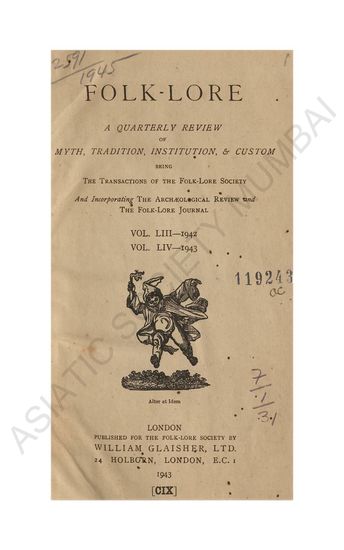 2591
1945
FOLK-LORE
A QUARTERLY REVIEW
OF
MYTH, TRADITION, INSTITUTION, & CUSTOM
BEING
THE TRANSACTIONS OF THE FOLK-LORE SOCIETY
And Incorporating THE ARCHÆOLOGICAL REVIEW and
THE FOLK-LORE JOURNAL
VOL. LIII—1942
VOL. LIV—1943
119243
Alter et Idem
LONDON
PUBLISHED FOR THE FOLK-LORE SOCIETY BY
WILLIAM GLAISHER, LTD.
24 HOLBORN, LONDON, E.C. 1
1943
[CIX]
ASIATIC SOCIETY MUMBAI